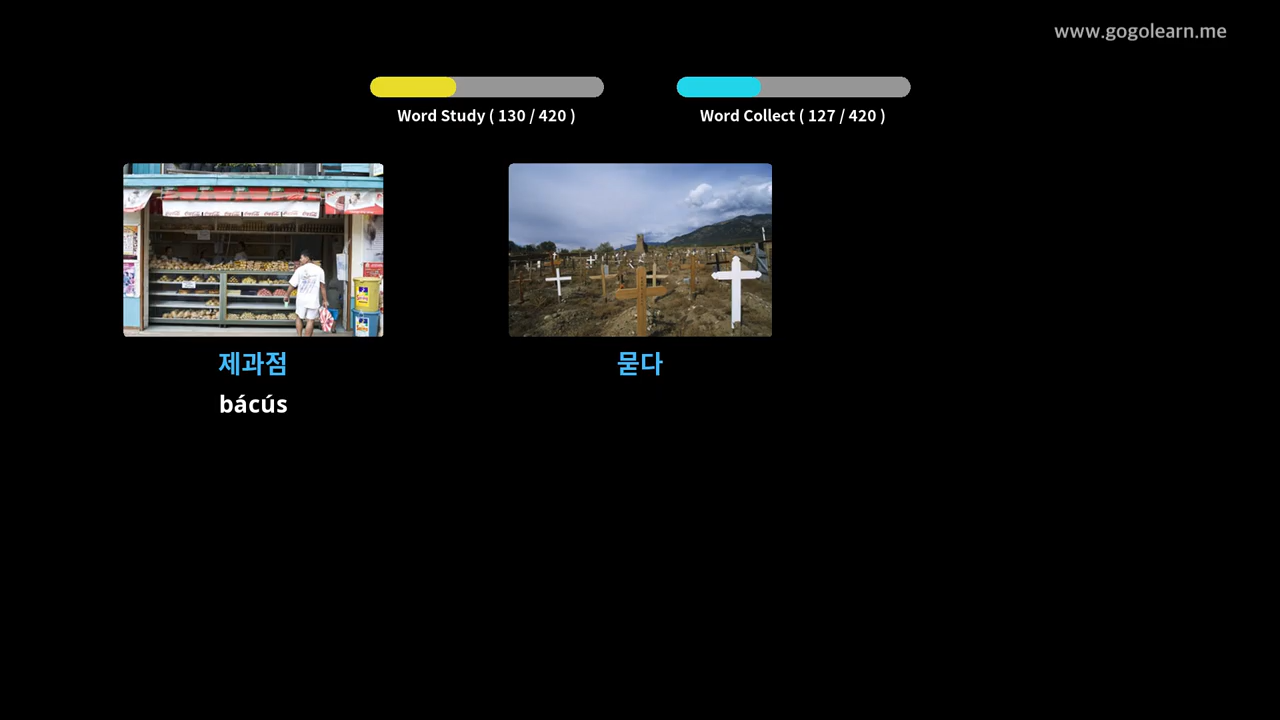 www.gogolearn.me
Word Study ( 130 / 420 )
Word Collect ( 127 / 420 )
제과점
묻다
bácús